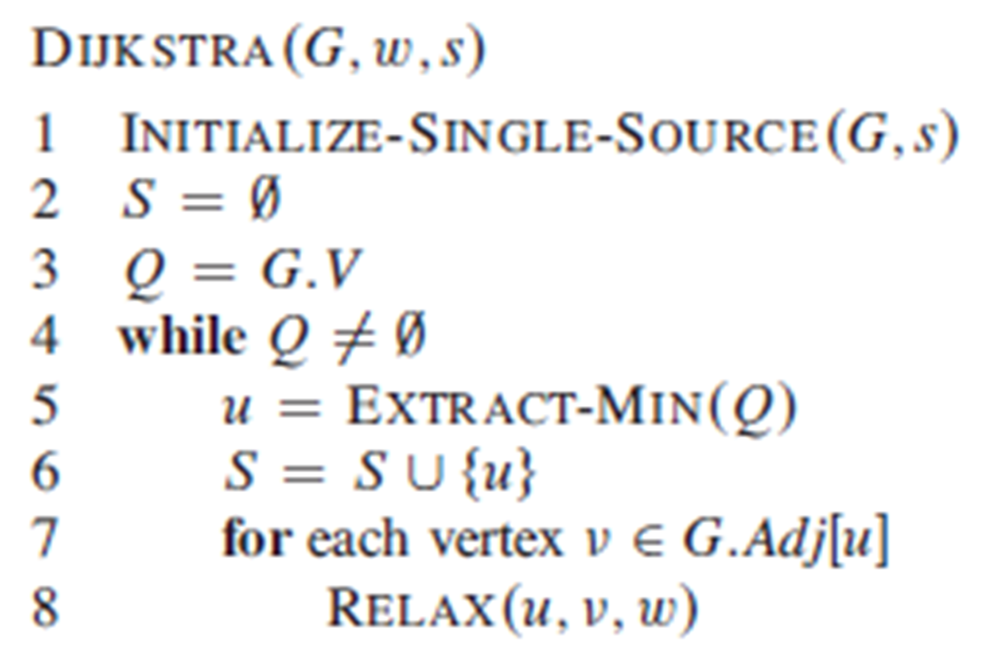 DIJKSTRA(G, w, s)
1 INITIALIZE-SINGLE-SOURCE(G, s)
2 S = ∅
3 Q = G.V
4 while Q ≠ ∅
5 u = EXTRACT-MIN(Q)
6 S = S ∪ {u}
7 for each vertex v ∈ G.Adj[u]
8 RELAX(u, v, w)